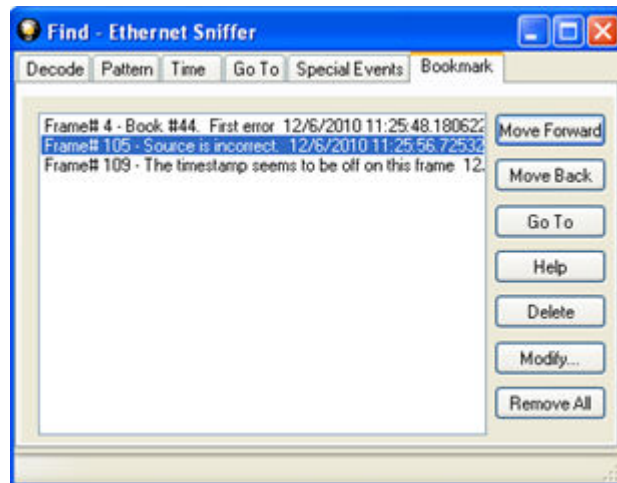 Find - Ethernet Sniffer
Decode Pattern Time Go To Special Events Bookmark
Frame# 4 - Book #44. First error 12/6/2010 11:25:48.180622
Frame# 105 - Source is incorrect. 12/6/2010 11:25:56.72532
Frame# 109 - The timestamp seems to be off on this frame 12.
Move Forward
Move Back
Go To
Help
Delete
Modify...
Remove All